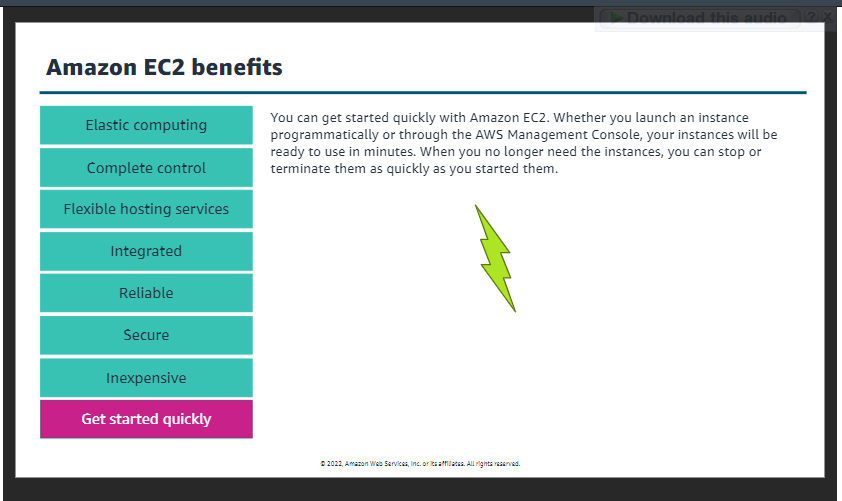 Download this audio ? X
Amazon EC2 benefits
Elastic computing
Complete control
Flexible hosting services
Integrated
Reliable
Secure
Inexpensive
Get started quickly
You can get started quickly with Amazon EC2. Whether you launch an instance
programmatically or through the AWS Management Console, your instances will be
ready to use in minutes. When you no longer need the instances, you can stop or
terminate them as quickly as you started them.
© 2022, Amazon Web Services, Inc. or its affiliates. All rights reserved.